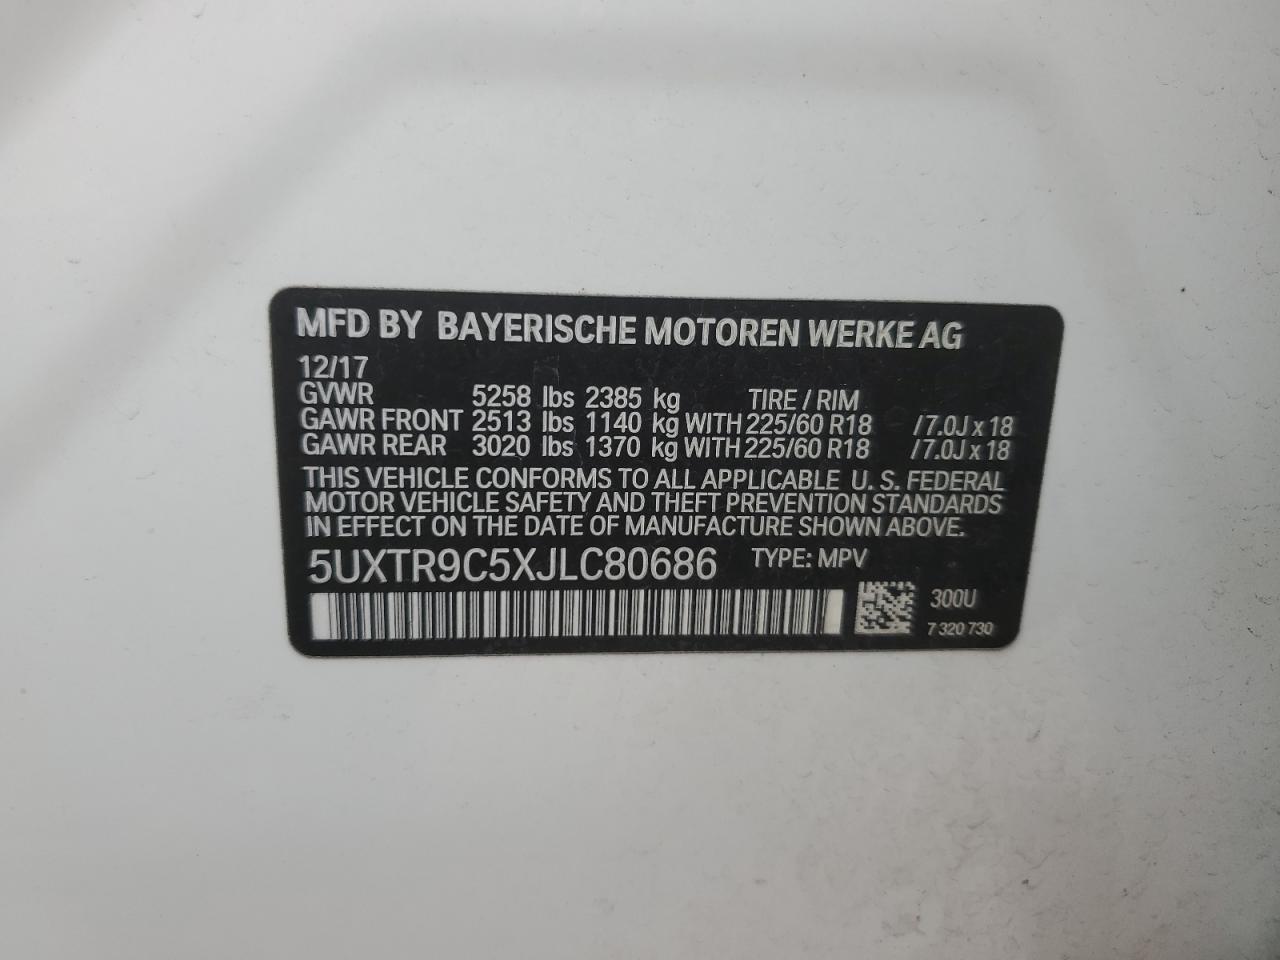 MFD BY BAYERISCHE MOTOREN WERKE AG
12/17
GVWR 5258 lbs 2385 kg TIRE / RIM
GAWR FRONT 2513 lbs 1140 kg WITH 225/60 R18 /7.0J x 18
GAWR REAR 3020 lbs 1370 kg WITH 225/60 R18 /7.0J x 18
THIS VEHICLE CONFORMS TO ALL APPLICABLE U. S. FEDERAL
MOTOR VEHICLE SAFETY AND THEFT PREVENTION STANDARDS
IN EFFECT ON THE DATE OF MANUFACTURE SHOWN ABOVE.
5UXTR9C5XJLC80686 TYPE: MPV
300U
7 320 730